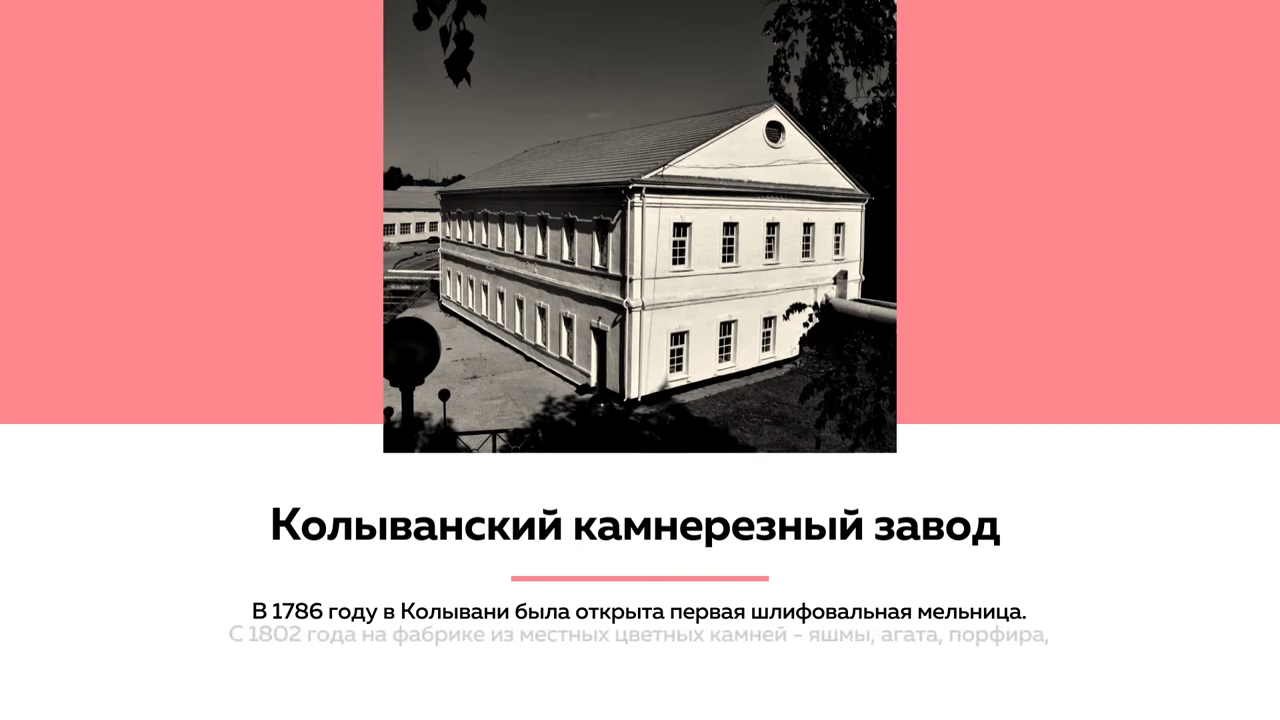 Колыванский камнерезный завод
В 1786 году в Колывани была открыта первая шлифовальная мельница.
С 1802 года на фабрике из местных цветных камней - яшмы, агата, порфира,